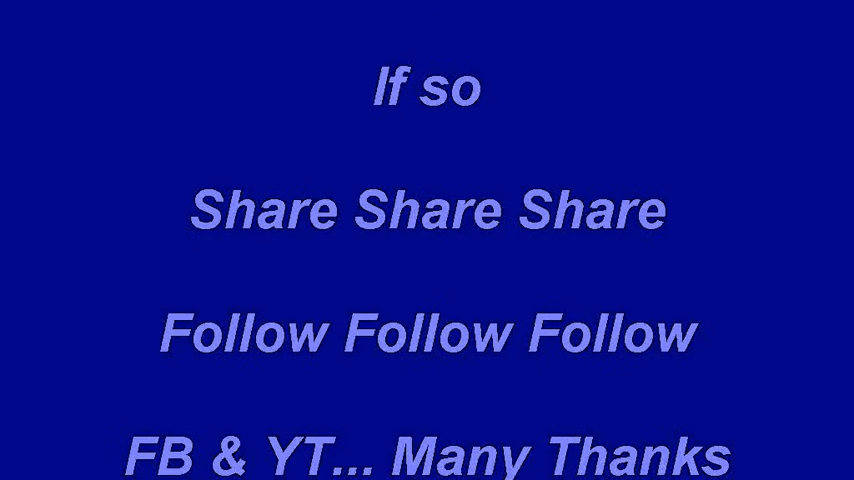 If so
Share Share Share
Follow Follow Follow
FB & YT... Many Thanks